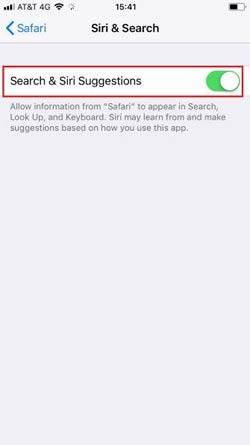 AT&T 4G 15:41
Safari Siri & Search
Search & Siri Suggestions
Allow information from "Safari" to appear in Search,
Look Up, and Keyboard. Siri may learn from and make
suggestions based on how you use this app.